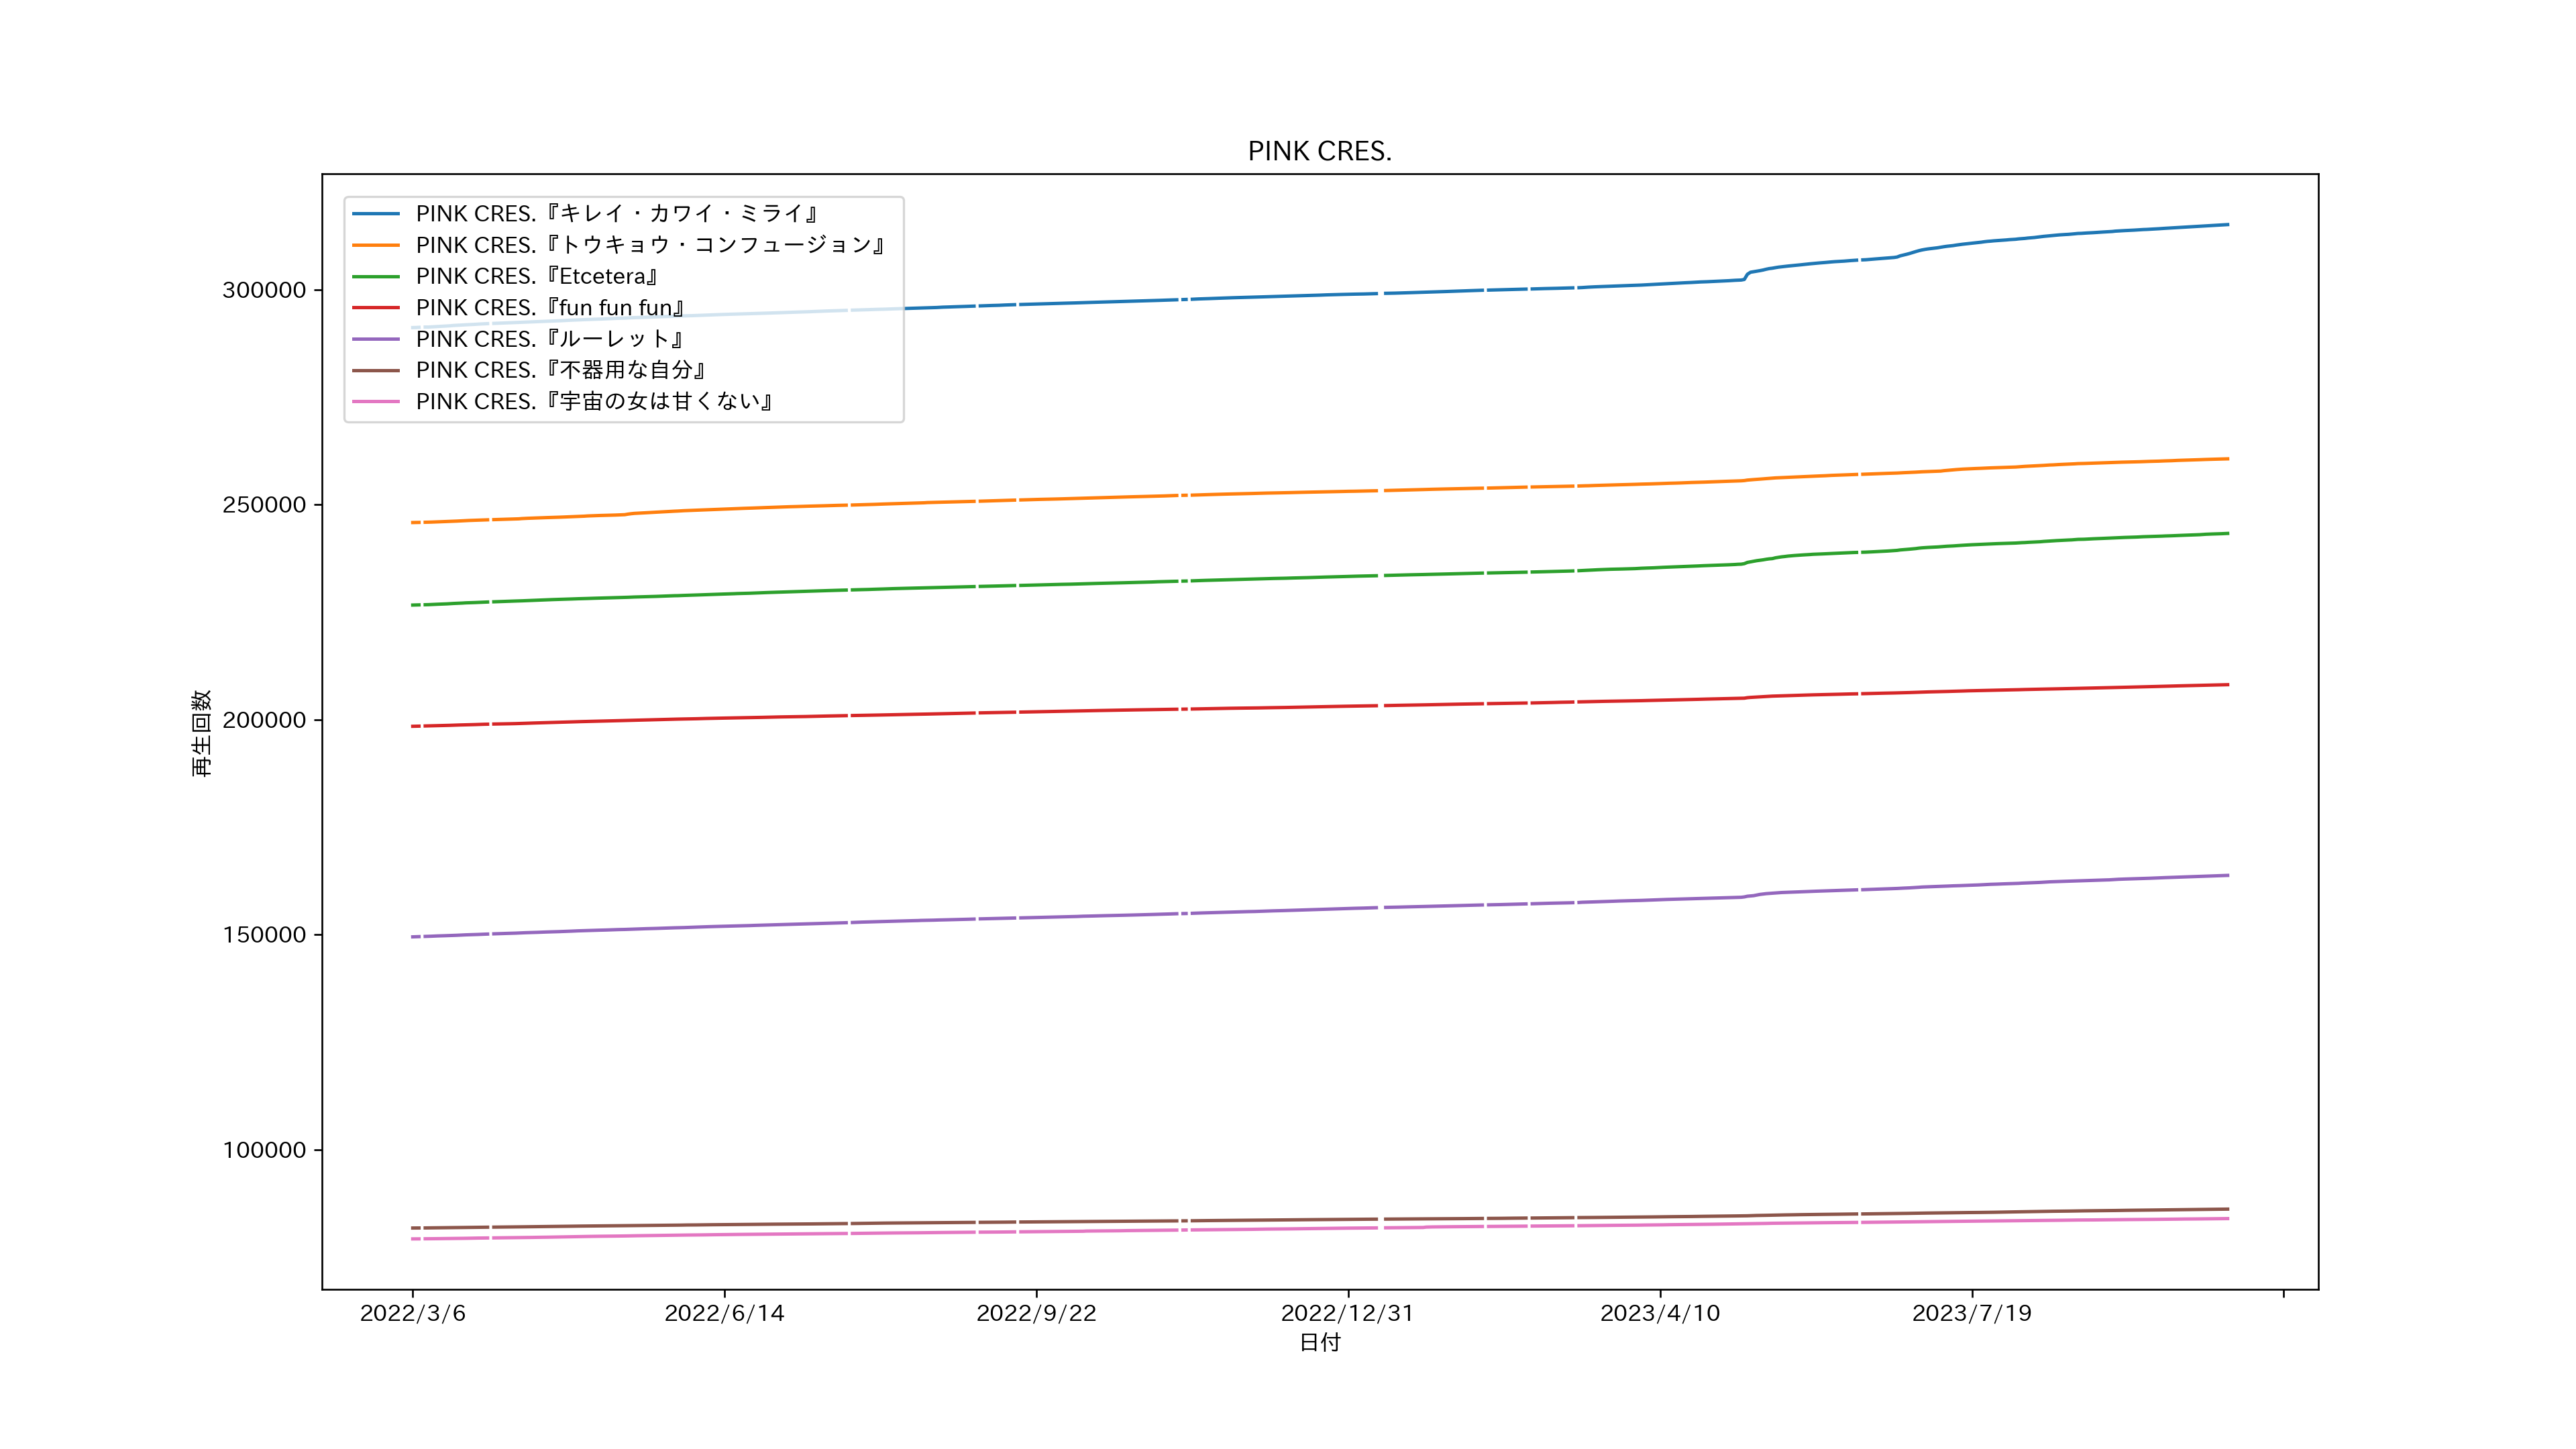 PINK CRES.
PINK CRES.『キレイ・カワイ・ミライ』
PINK CRES.『トウキョウ・コンフュージョン』
PINK CRES.『Etcetera』
PINK CRES.『fun fun fun』
PINK CRES.『ルーレット』
PINK CRES.『不器用な自分』
PINK CRES.『宇宙の女は甘くない』
300000
250000
200000
150000
100000
再生回数
2022/3/6
2022/6/14
2022/9/22
2022/12/31
2023/4/10
2023/7/19
日付